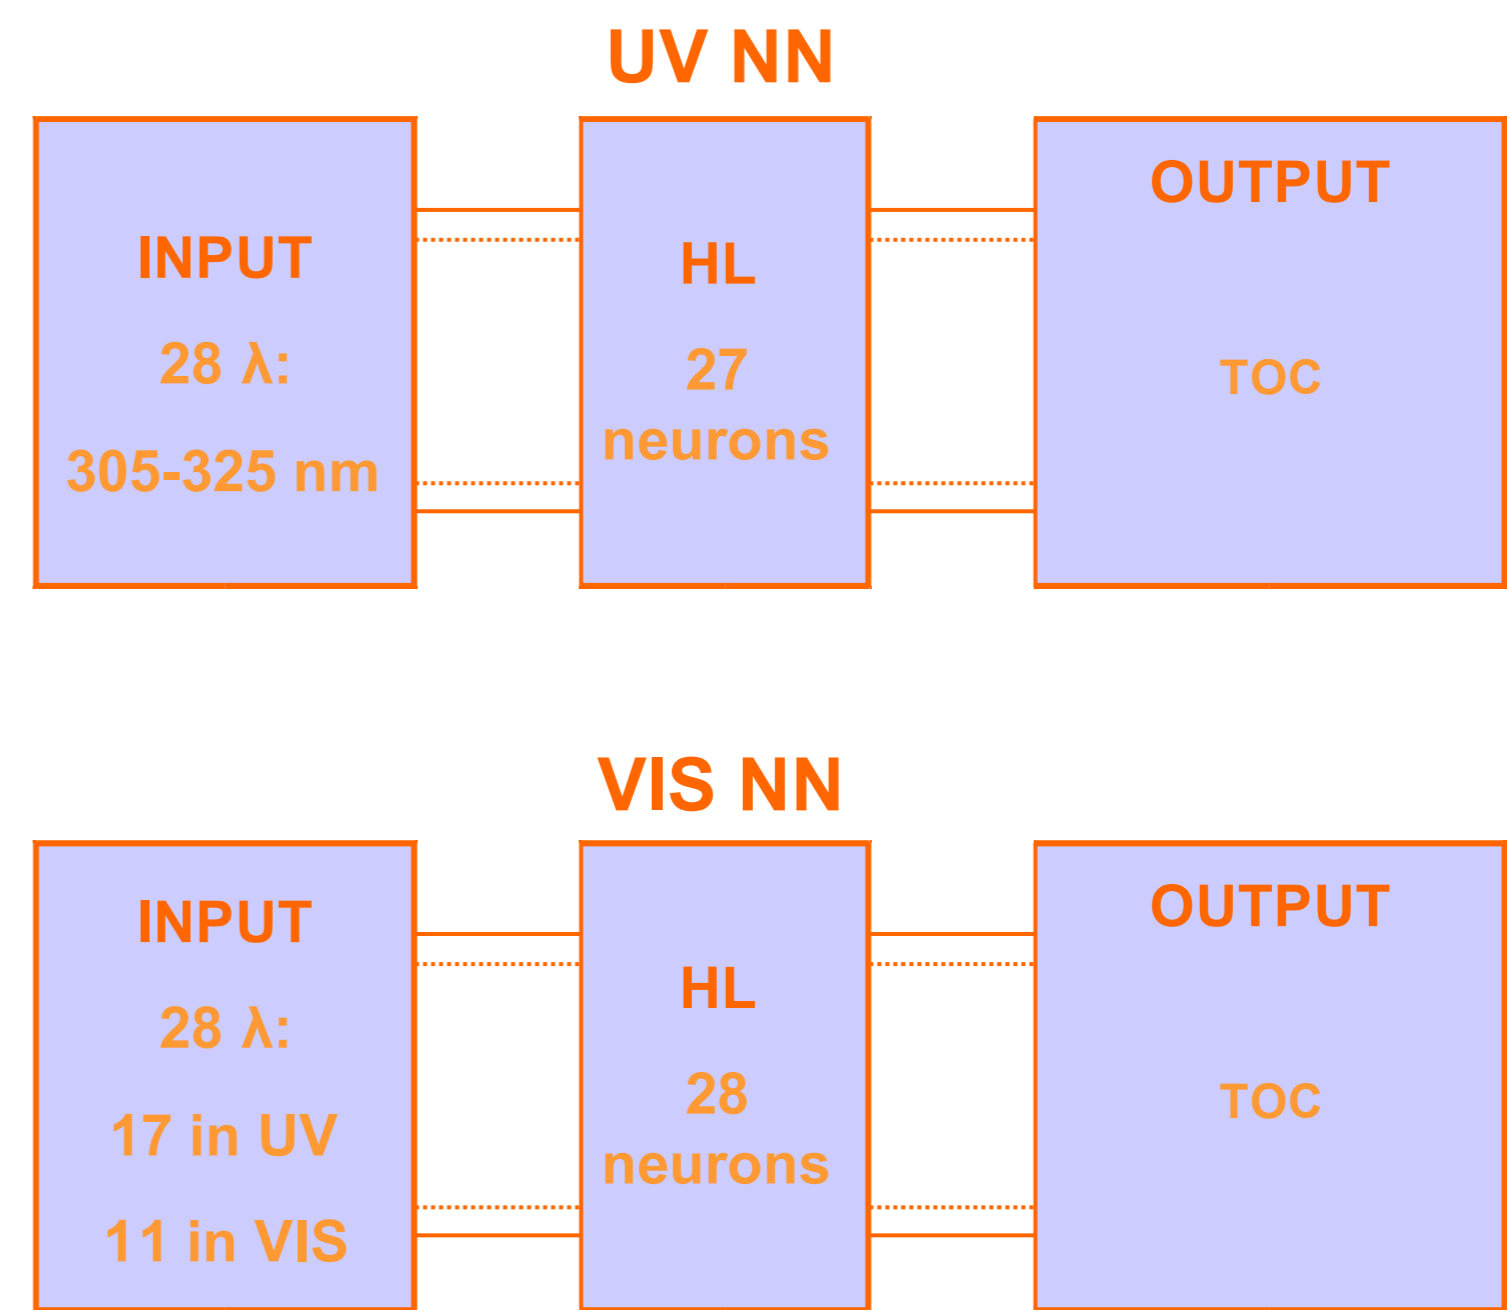 UV NN
INPUT
28 λ:
305-325 nm
HL
27
neurons
OUTPUT
TOC
VIS NN
INPUT
28 λ:
17 in UV
11 in VIS
HL
28
neurons
OUTPUT
TOC